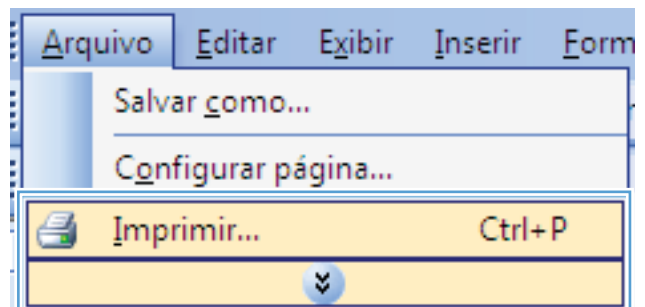 Arquivo Editar Exibir Inserir Form
Salvar como...
Configurar página...
Imprimir... Ctrl+P